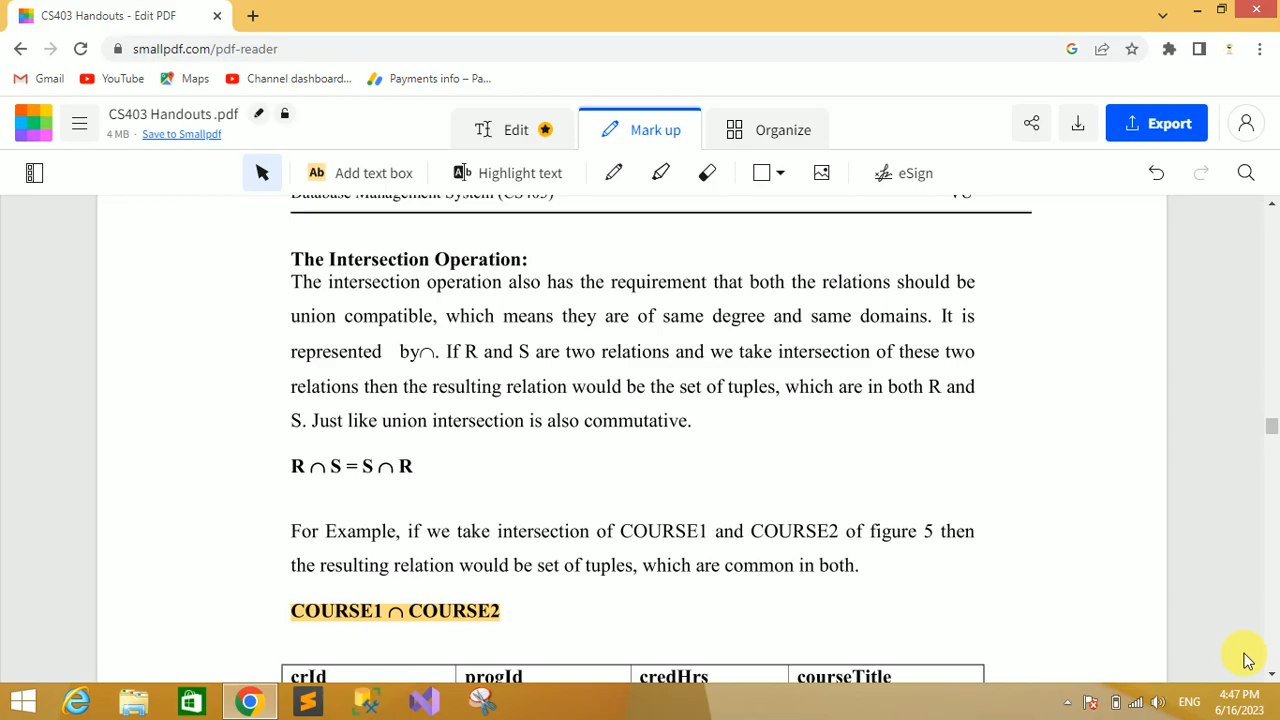 CS403 Handouts - Edit PDF
smallpdf.com/pdf-reader
Gmail YouTube Maps Channel dashboard... Payments info – Pa...
CS403 Handouts .pdf
4 MB · Save to Smallpdf
Edit Mark up Organize
Export
Ab Add text box Highlight text eSign
Database Management System (CS403) VU
The Intersection Operation:
The intersection operation also has the requirement that both the relations should be
union compatible, which means they are of same degree and same domains. It is
represented by∩. If R and S are two relations and we take intersection of these two
relations then the resulting relation would be the set of tuples, which are in both R and
S. Just like union intersection is also commutative.
R ∩ S = S ∩ R
For Example, if we take intersection of COURSE1 and COURSE2 of figure 5 then
the resulting relation would be set of tuples, which are common in both.
COURSE1 ∩ COURSE2
crId progId credHrs courseTitle
ENG
4:47 PM
6/16/2023